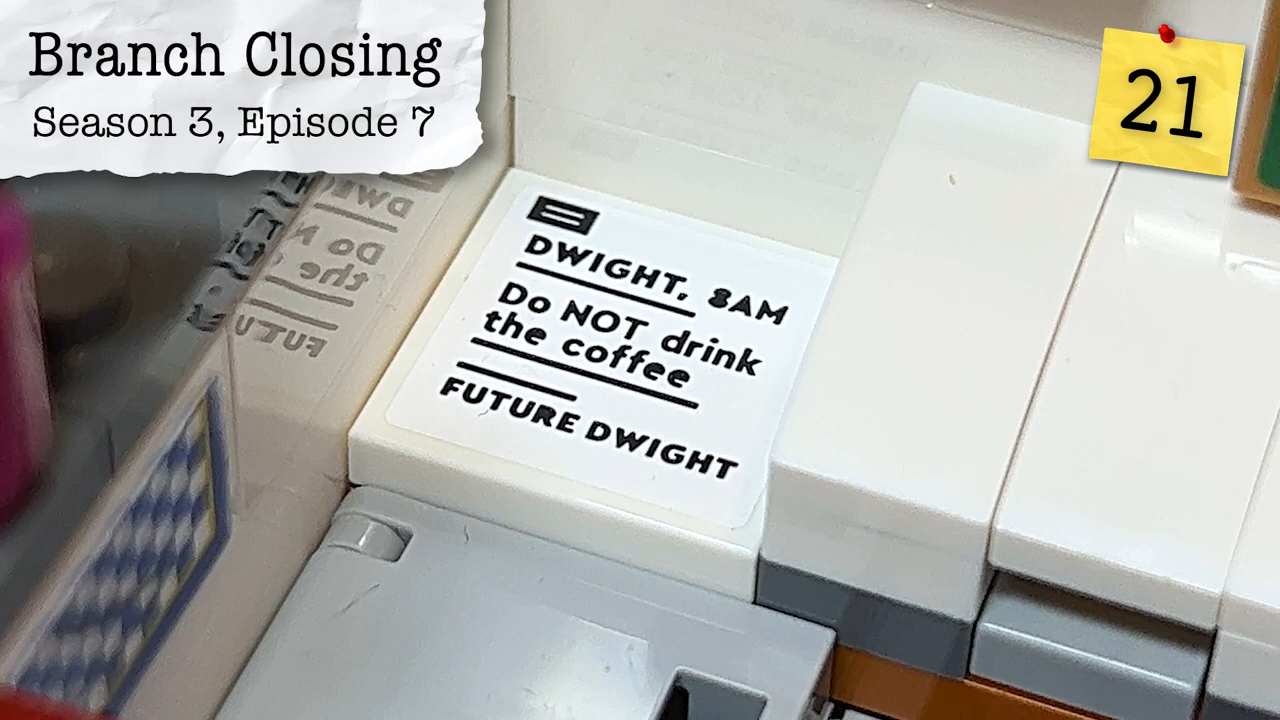 Branch Closing
Season 3, Episode 7
21
DWIGHT, 8AM
Do NOT drink
the coffee
FUTURE DWIGHT